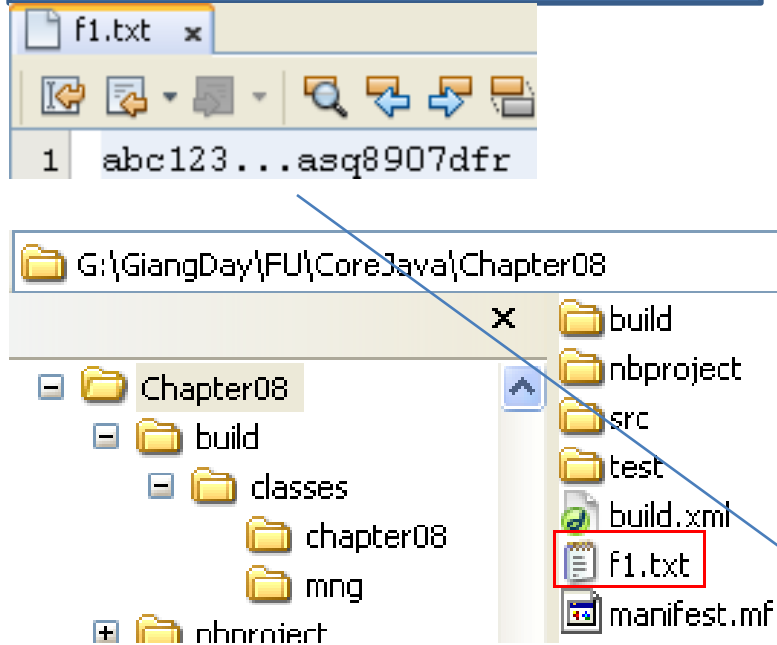 f1.txt x
1 abc123...asq8907dfr
G:\GiangDay\FU\CoreJava\Chapter08
Chapter08
build
classes
chapter08
mng
nbproject
build
nbproject
src
test
build.xml
f1.txt
manifest.mf